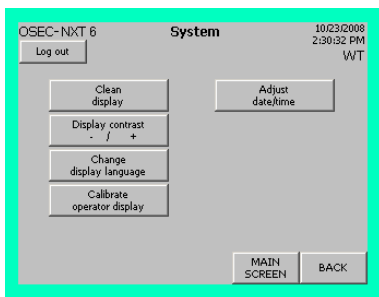 OSEC-NXT 6
System
10/23/2008
2:30:32 PM
Log out
WT
Clean
display
Adjust
date/time
Display contrast
- / +
Change
display language
Calibrate
operator display
MAIN
SCREEN
BACK